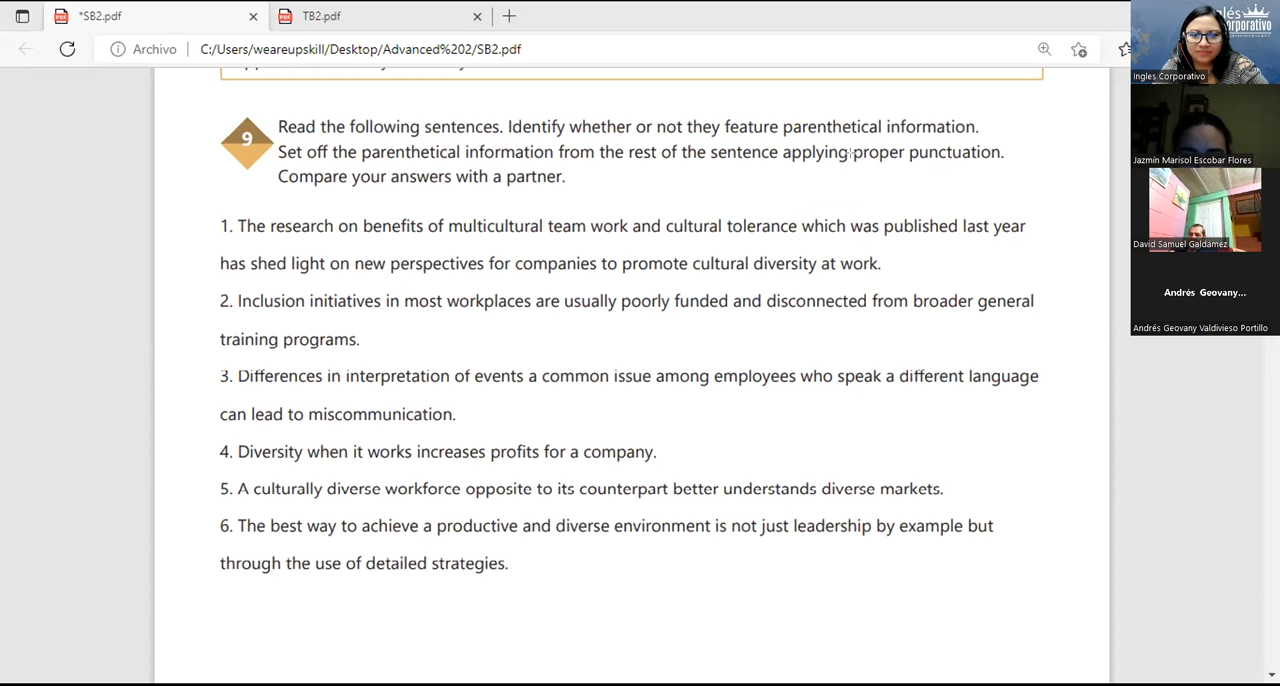 *SB2.pdf
TB2.pdf
Archivo
C:/Users/weareupskill/Desktop/Advanced%202/SB2.pdf
9
Read the following sentences. Identify whether or not they feature parenthetical information.
Set off the parenthetical information from the rest of the sentence applying proper punctuation.
Compare your answers with a partner.
1. The research on benefits of multicultural team work and cultural tolerance which was published last year
has shed light on new perspectives for companies to promote cultural diversity at work.
2. Inclusion initiatives in most workplaces are usually poorly funded and disconnected from broader general
training programs.
3. Differences in interpretation of events a common issue among employees who speak a different language
can lead to miscommunication.
4. Diversity when it works increases profits for a company.
5. A culturally diverse workforce opposite to its counterpart better understands diverse markets.
6. The best way to achieve a productive and diverse environment is not just leadership by example but
through the use of detailed strategies.
Ingles Corporativo
Jazmín Marisol Escobar Flores
David Samuel Galdámez
Andrés Geovany...
Andrés Geovany Valdivieso Portillo